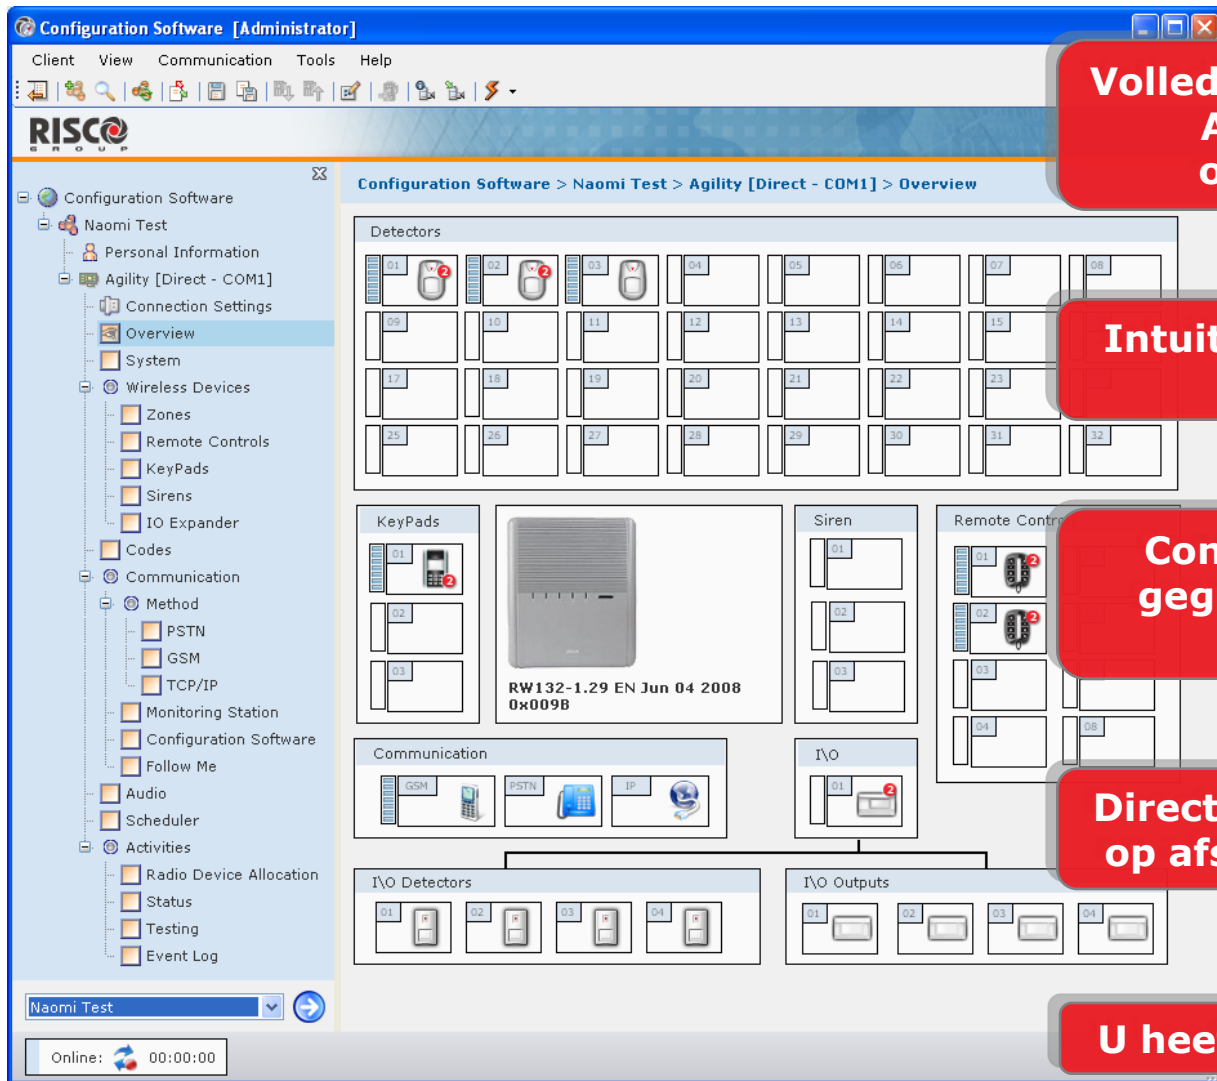 Configuration Software [Administrator]
Client View Communication Tools Help
RISCO
GROUP
Configuration Software
Naomi Test
Personal Information
Agility [Direct - COM1]
Connection Settings
Overview
System
Wireless Devices
Zones
Remote Controls
KeyPads
Sirens
IO Expander
Codes
Communication
Method
PSTN
GSM
TCP/IP
Monitoring Station
Configuration Software
Follow Me
Audio
Scheduler
Activities
Radio Device Allocation
Status
Testing
Event Log
Naomi Test
Online: 00:00:00
Configuration Software > Naomi Test > Agility [Direct - COM1] > Overview
Detectors
01 2 02 2 03 04 05 06 07 08
09 10 11 12 13 14 15
17 18 19 20 21 22 23
25 26 27 28 29 30 31 32
KeyPads
01 2
02
03
RW132-1.29 EN Jun 04 2008
0x009B
Siren
01
02
03
Remote Contr
01 2
02 2
03
04 08
Communication
GSM PSTN IP
I\O
01 2
I\O Detectors
01 02 03 04
I\O Outputs
01 02 03 04
Volled
A
o
Intuit
Con
geg
Direct
op afs
U hee